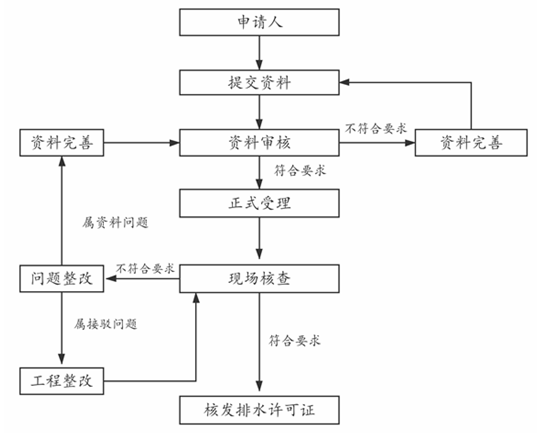 申请人
提交资料
不符合要求
资料完善
资料审核
资料完善
符合要求
正式受理
属资料问题
不符合要求
问题整改
现场核查
属接驳问题
符合要求
工程整改
核发排水许可证